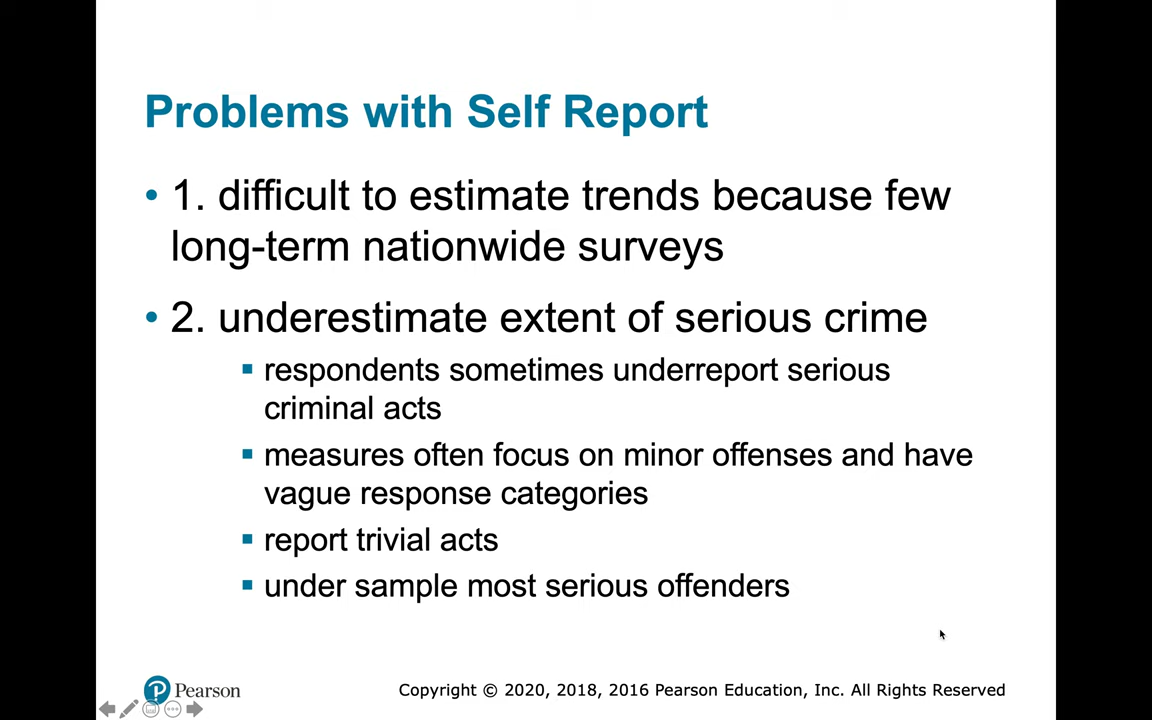 Problems with Self Report
• 1. difficult to estimate trends because few
long-term nationwide surveys
• 2. underestimate extent of serious crime
▪ respondents sometimes underreport serious
criminal acts
▪ measures often focus on minor offenses and have
vague response categories
▪ report trivial acts
▪ under sample most serious offenders
P Pearson
Copyright © 2020, 2018, 2016 Pearson Education, Inc. All Rights Reserved